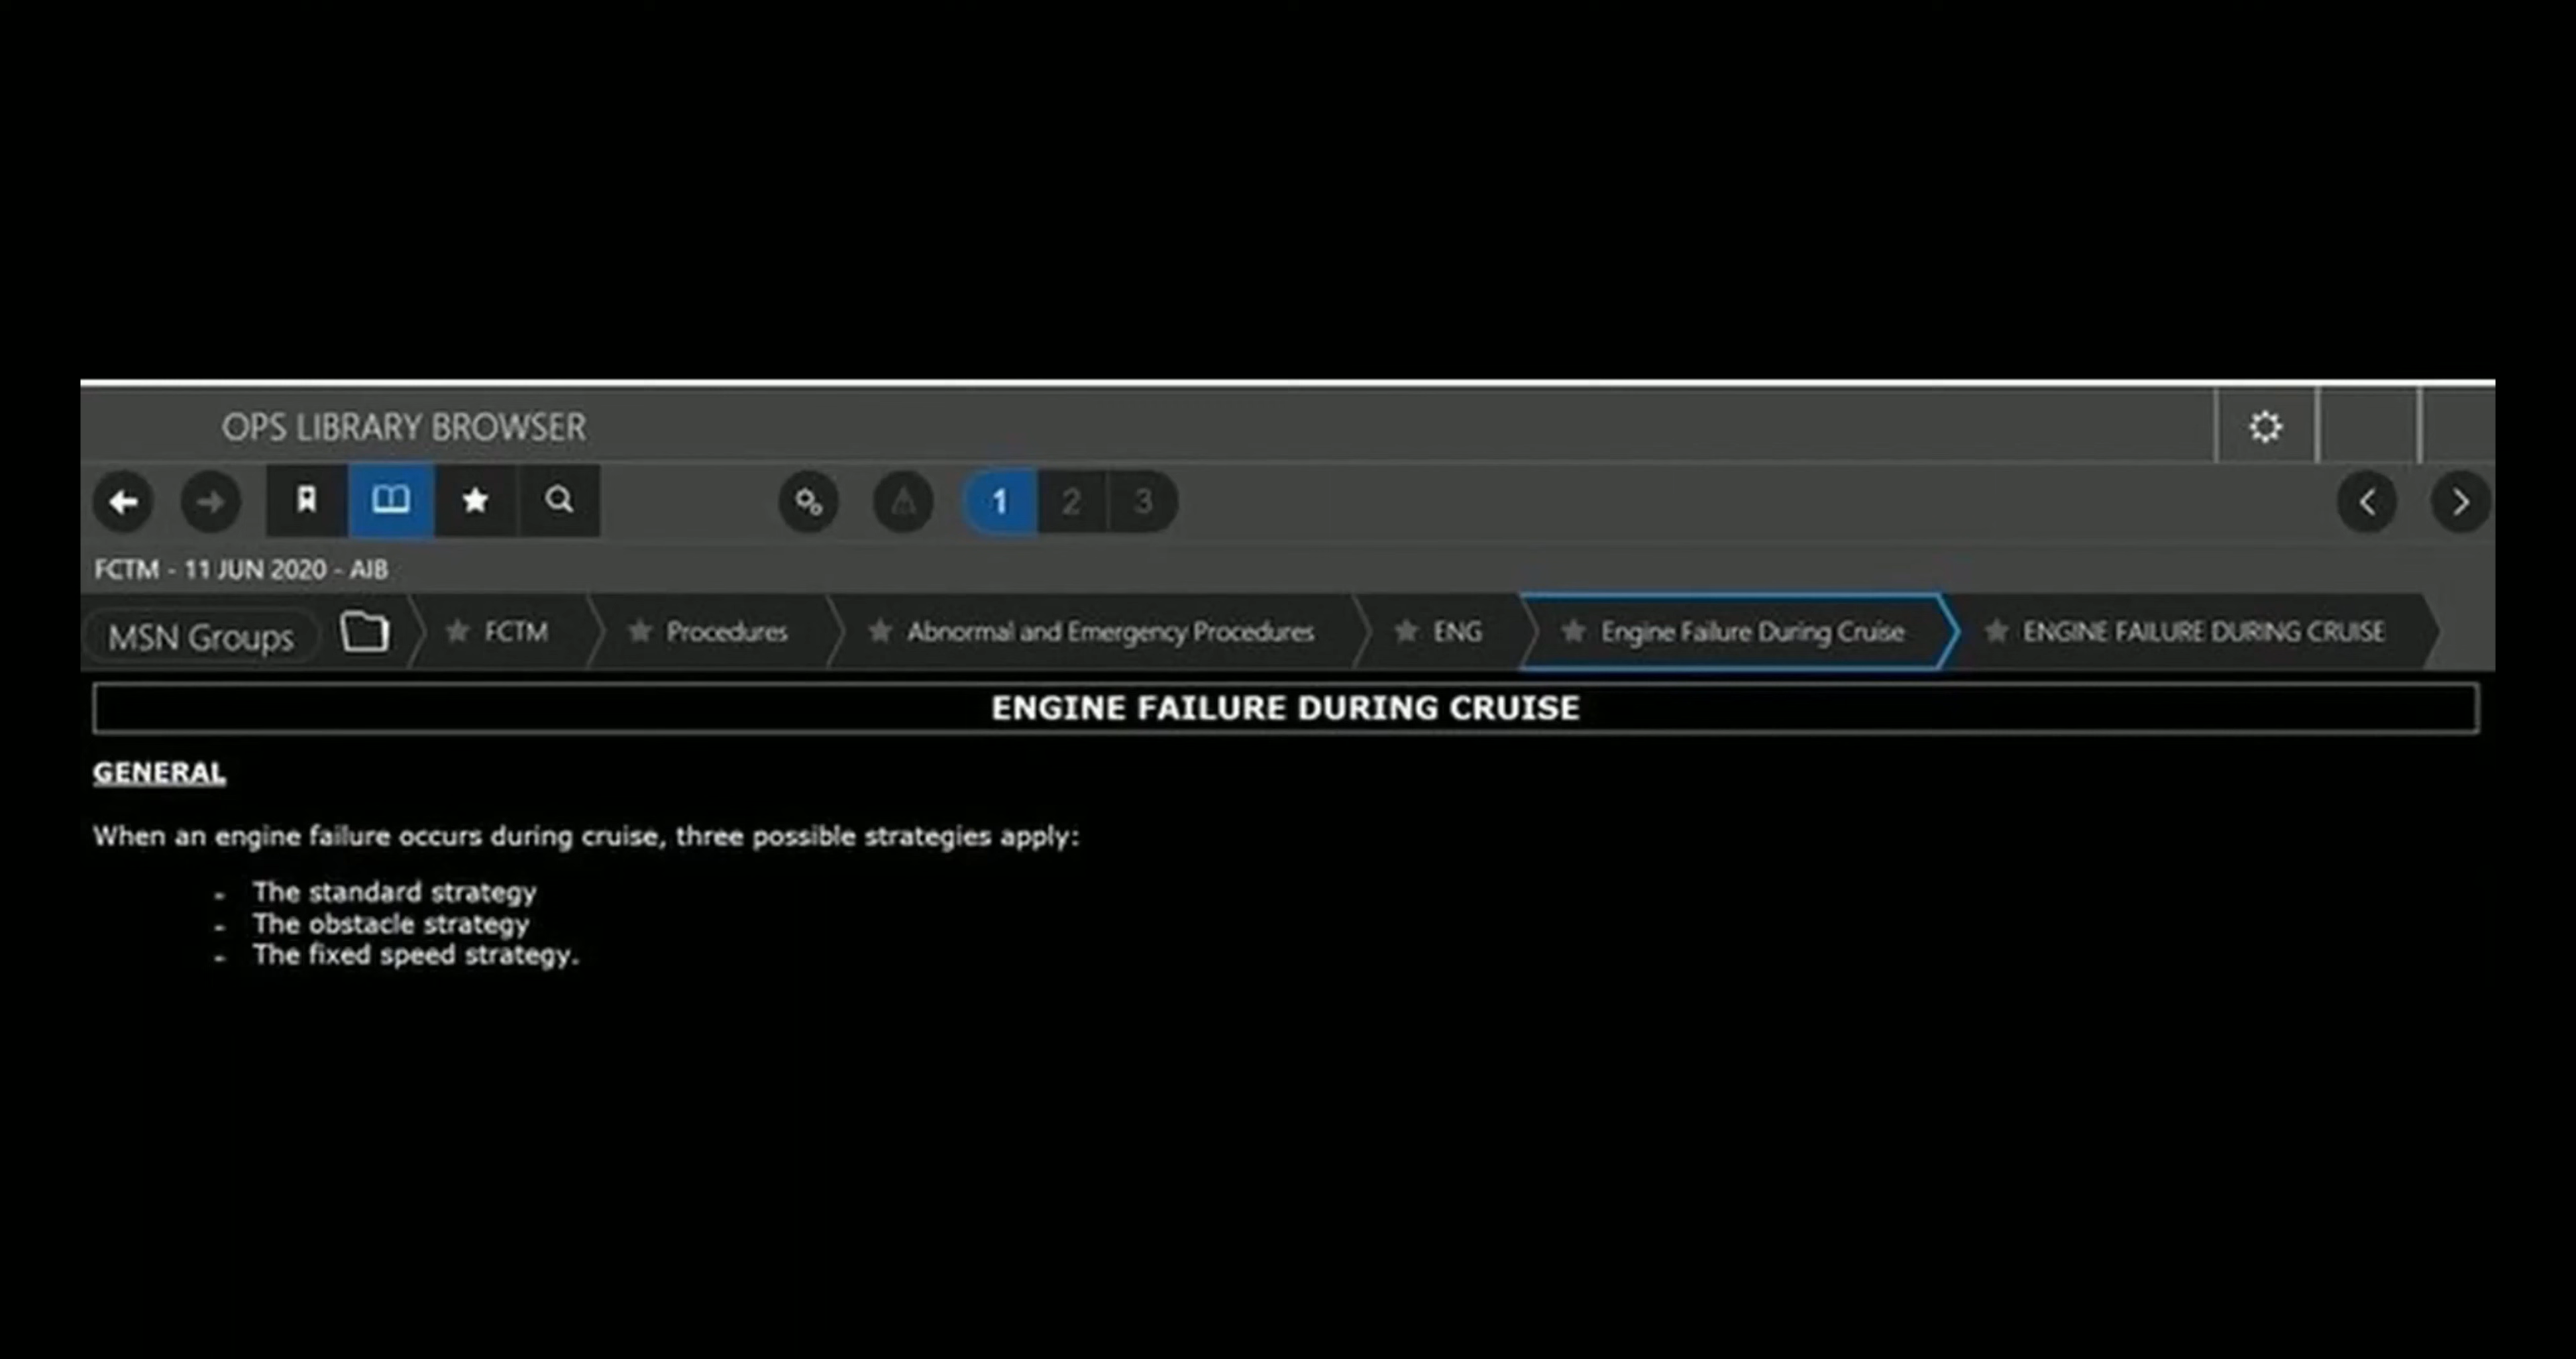 OPS LIBRARY BROWSER
1 2 3
FCTM - 11 JUN 2020 - AIB
MSN Groups FCTM Procedures Abnormal and Emergency Procedures ENG Engine Failure During Cruise ENGINE FAILURE DURING CRUISE
ENGINE FAILURE DURING CRUISE
GENERAL
When an engine failure occurs during cruise, three possible strategies apply:
- The standard strategy
- The obstacle strategy
- The fixed speed strategy.